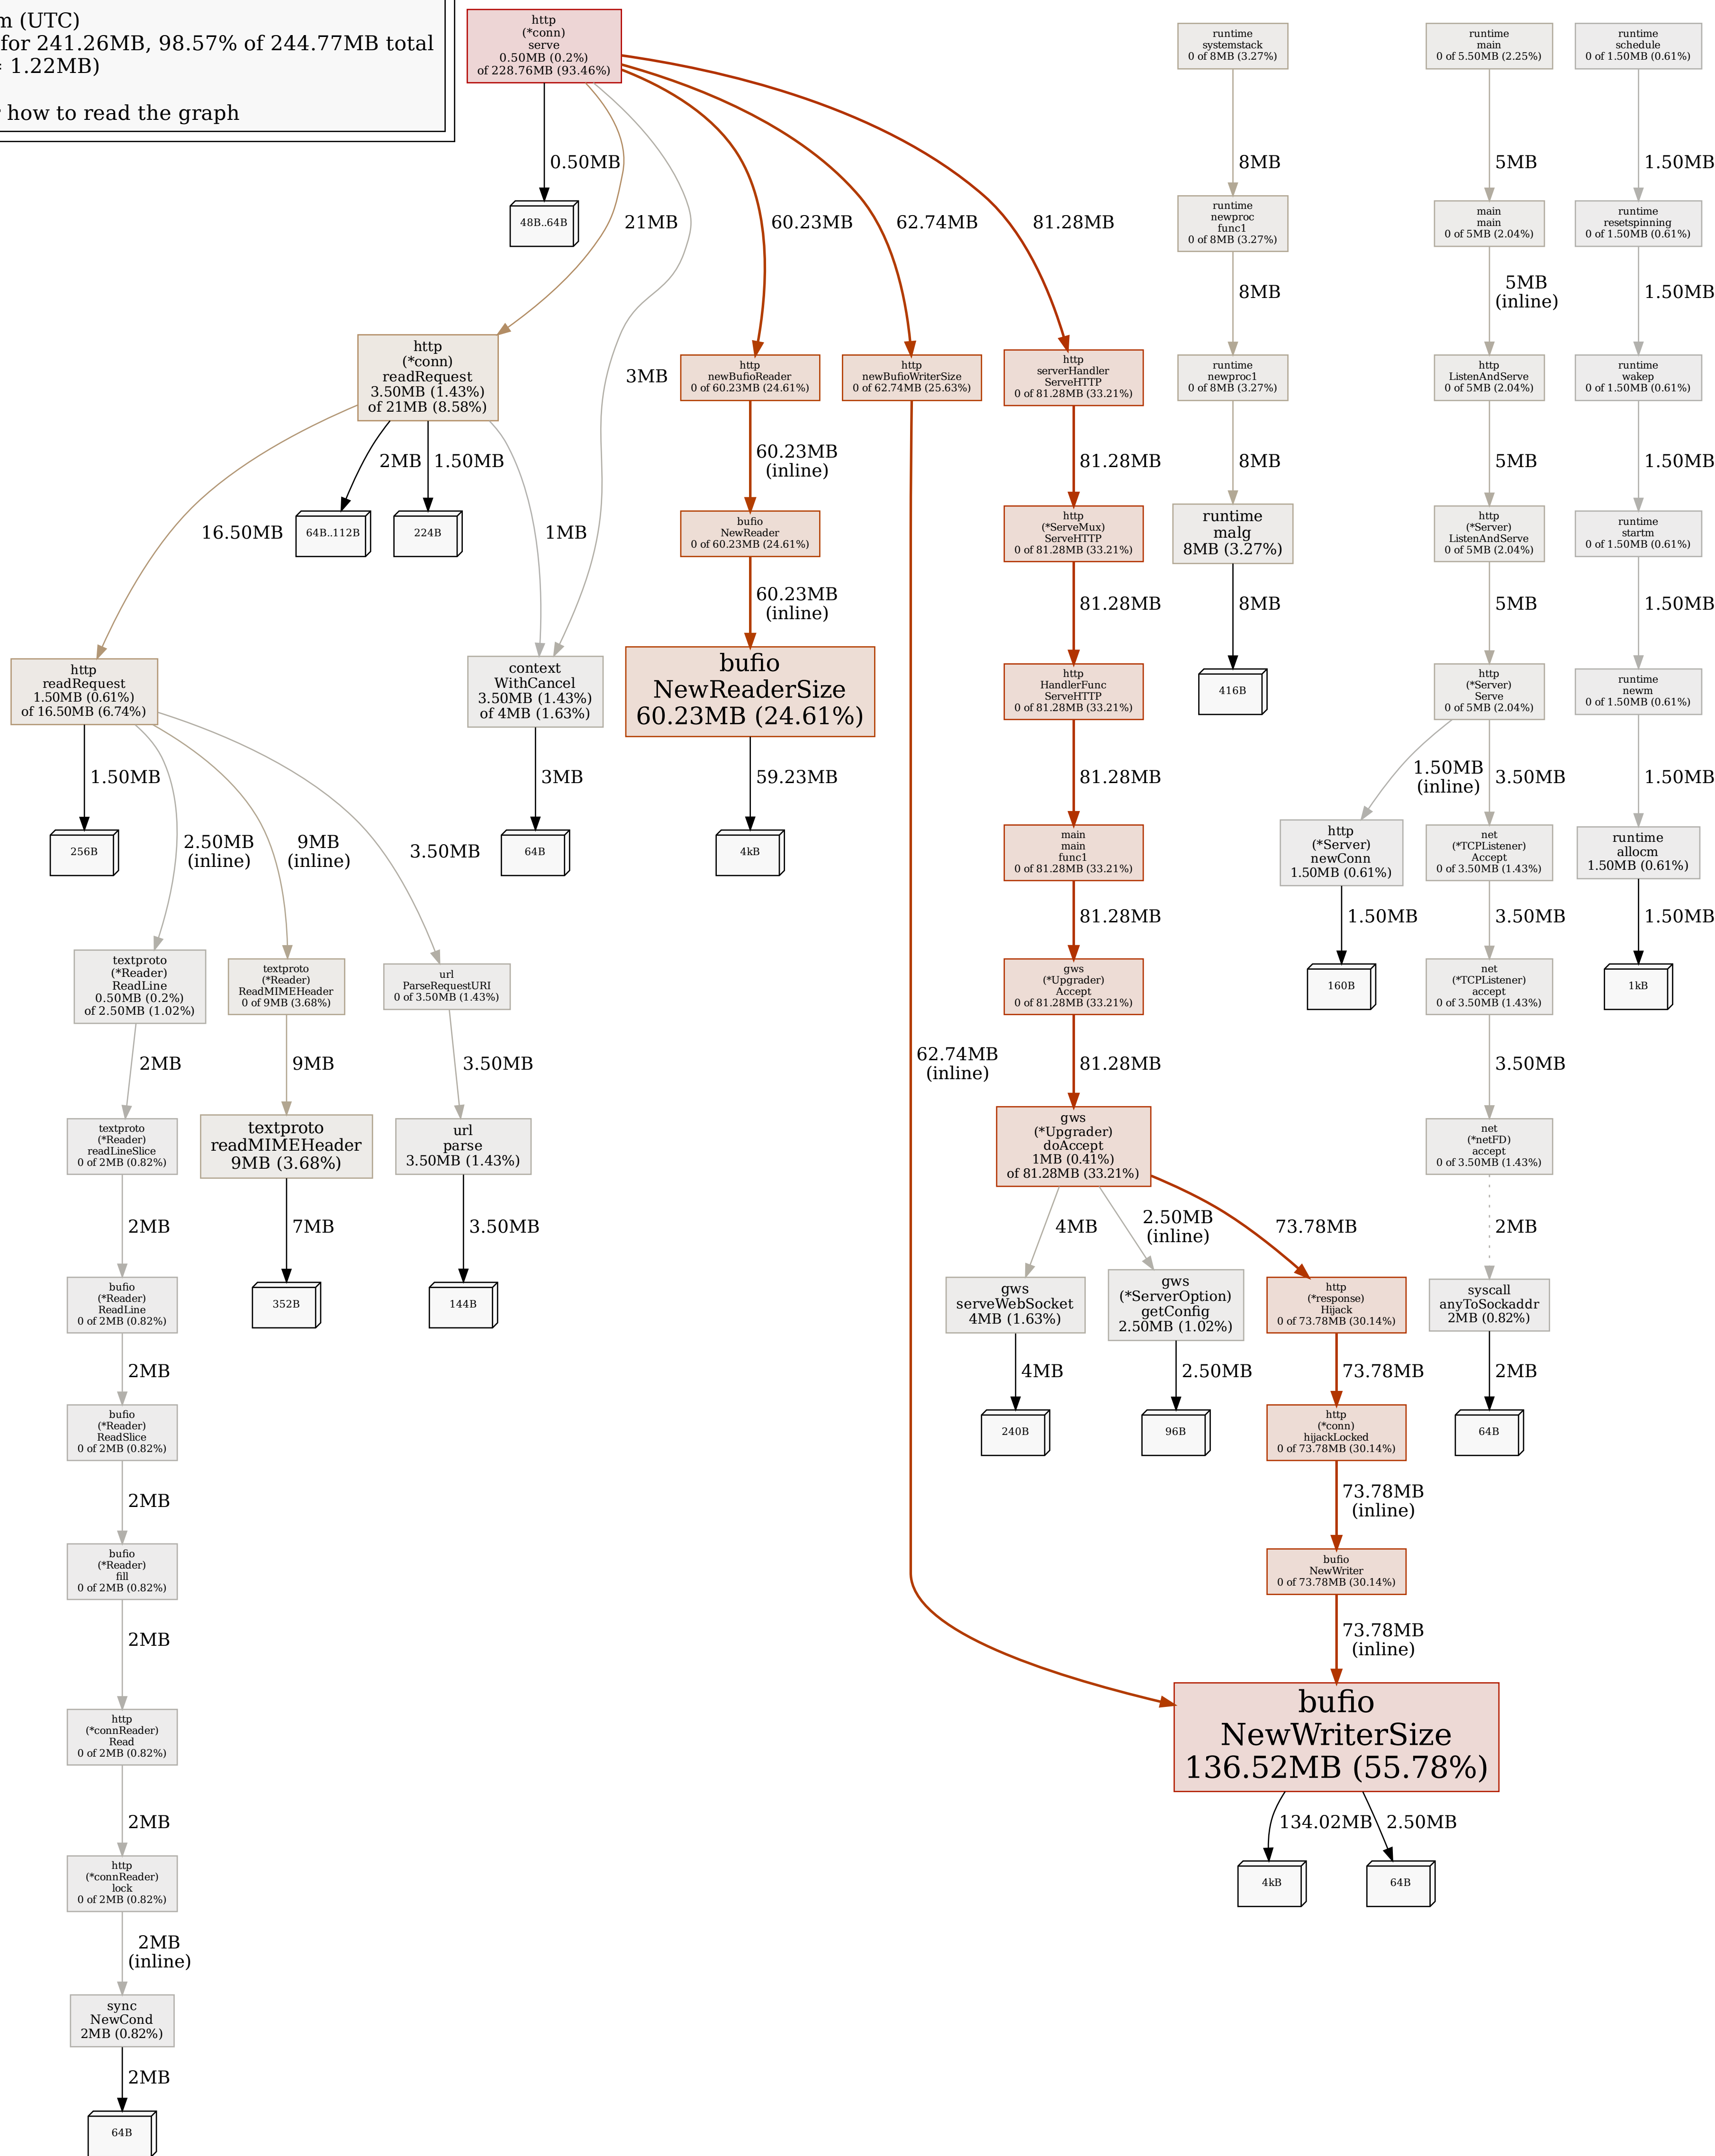 m (UTC)
for 241.26MB, 98.57% of 244.77MB total
1.22MB)
how to read the graph
http
(*conn)
serve
0.50MB (0.2%)
of 228.76MB (93.46%)
runtime
systemstack
0 of 8MB (3.27%)
runtime
main
0 of 5.50MB (2.25%)
runtime
schedule
0 of 1.50MB (0.61%)
0.50MB
21MB
60.23MB
62.74MB
81.28MB
8MB
5MB
1.50MB
48B..64B
runtime
newproc
func1
0 of 8MB (3.27%)
main
main
0 of 5MB (2.04%)
runtime
resetspinning
0 of 1.50MB (0.61%)
8MB
5MB
(inline)
1.50MB
http
(*conn)
readRequest
3.50MB (1.43%)
of 21MB (8.58%)
3MB
http
newBufioReader
0 of 60.23MB (24.61%)
http
newBufioWriterSize
0 of 62.74MB (25.63%)
http
serverHandler
ServeHTTP
0 of 81.28MB (33.21%)
runtime
newproc1
0 of 8MB (3.27%)
http
ListenAndServe
0 of 5MB (2.04%)
runtime
wakep
0 of 1.50MB (0.61%)
2MB
1.50MB
60.23MB
(inline)
81.28MB
8MB
5MB
1.50MB
16.50MB
64B..112B
224B
1MB
bufio
NewReader
0 of 60.23MB (24.61%)
http
(*ServeMux)
ServeHTTP
0 of 81.28MB (33.21%)
runtime
malg
8MB (3.27%)
http
(*Server)
ListenAndServe
0 of 5MB (2.04%)
runtime
startm
0 of 1.50MB (0.61%)
60.23MB
(inline)
81.28MB
8MB
5MB
1.50MB
http
readRequest
1.50MB (0.61%)
of 16.50MB (6.74%)
context
WithCancel
3.50MB (1.43%)
of 4MB (1.63%)
bufio
NewReaderSize
60.23MB (24.61%)
http
HandlerFunc
ServeHTTP
0 of 81.28MB (33.21%)
416B
http
(*Server)
Serve
0 of 5MB (2.04%)
runtime
newm
0 of 1.50MB (0.61%)
1.50MB
2.50MB
(inline)
9MB
(inline)
3.50MB
3MB
59.23MB
81.28MB
1.50MB
(inline)
3.50MB
1.50MB
256B
64B
4kB
main
main
func1
0 of 81.28MB (33.21%)
http
(*Server)
newConn
1.50MB (0.61%)
net
(*TCPListener)
Accept
0 of 3.50MB (1.43%)
runtime
allocm
1.50MB (0.61%)
81.28MB
1.50MB
3.50MB
1.50MB
textproto
(*Reader)
ReadLine
0.50MB (0.2%)
of 2.50MB (1.02%)
textproto
(*Reader)
ReadMIMEHeader
0 of 9MB (3.68%)
url
ParseRequestURI
0 of 3.50MB (1.43%)
gws
(*Upgrader)
Accept
0 of 81.28MB (33.21%)
160B
net
(*TCPListener)
accept
0 of 3.50MB (1.43%)
1kB
2MB
9MB
3.50MB
62.74MB
(inline)
81.28MB
3.50MB
textproto
(*Reader)
readLineSlice
0 of 2MB (0.82%)
textproto
readMIMEHeader
9MB (3.68%)
url
parse
3.50MB (1.43%)
gws
(*Upgrader)
doAccept
1MB (0.41%)
of 81.28MB (33.21%)
net
(*netFD)
accept
0 of 3.50MB (1.43%)
2MB
7MB
3.50MB
4MB
2.50MB
(inline)
73.78MB
2MB
bufio
(*Reader)
ReadLine
0 of 2MB (0.82%)
352B
144B
gws
serveWebSocket
4MB (1.63%)
gws
(*ServerOption)
getConfig
2.50MB (1.02%)
http
(*response)
Hijack
0 of 73.78MB (30.14%)
syscall
anyToSockaddr
2MB (0.82%)
2MB
4MB
2.50MB
73.78MB
2MB
bufio
(*Reader)
ReadSlice
0 of 2MB (0.82%)
240B
96B
http
(*conn)
hijackLocked
0 of 73.78MB (30.14%)
64B
2MB
73.78MB
(inline)
bufio
(*Reader)
fill
0 of 2MB (0.82%)
bufio
NewWriter
0 of 73.78MB (30.14%)
2MB
73.78MB
(inline)
http
(*connReader)
Read
0 of 2MB (0.82%)
bufio
NewWriterSize
136.52MB (55.78%)
2MB
134.02MB
2.50MB
http
(*connReader)
lock
0 of 2MB (0.82%)
4kB
64B
2MB
(inline)
sync
NewCond
2MB (0.82%)
2MB
64B